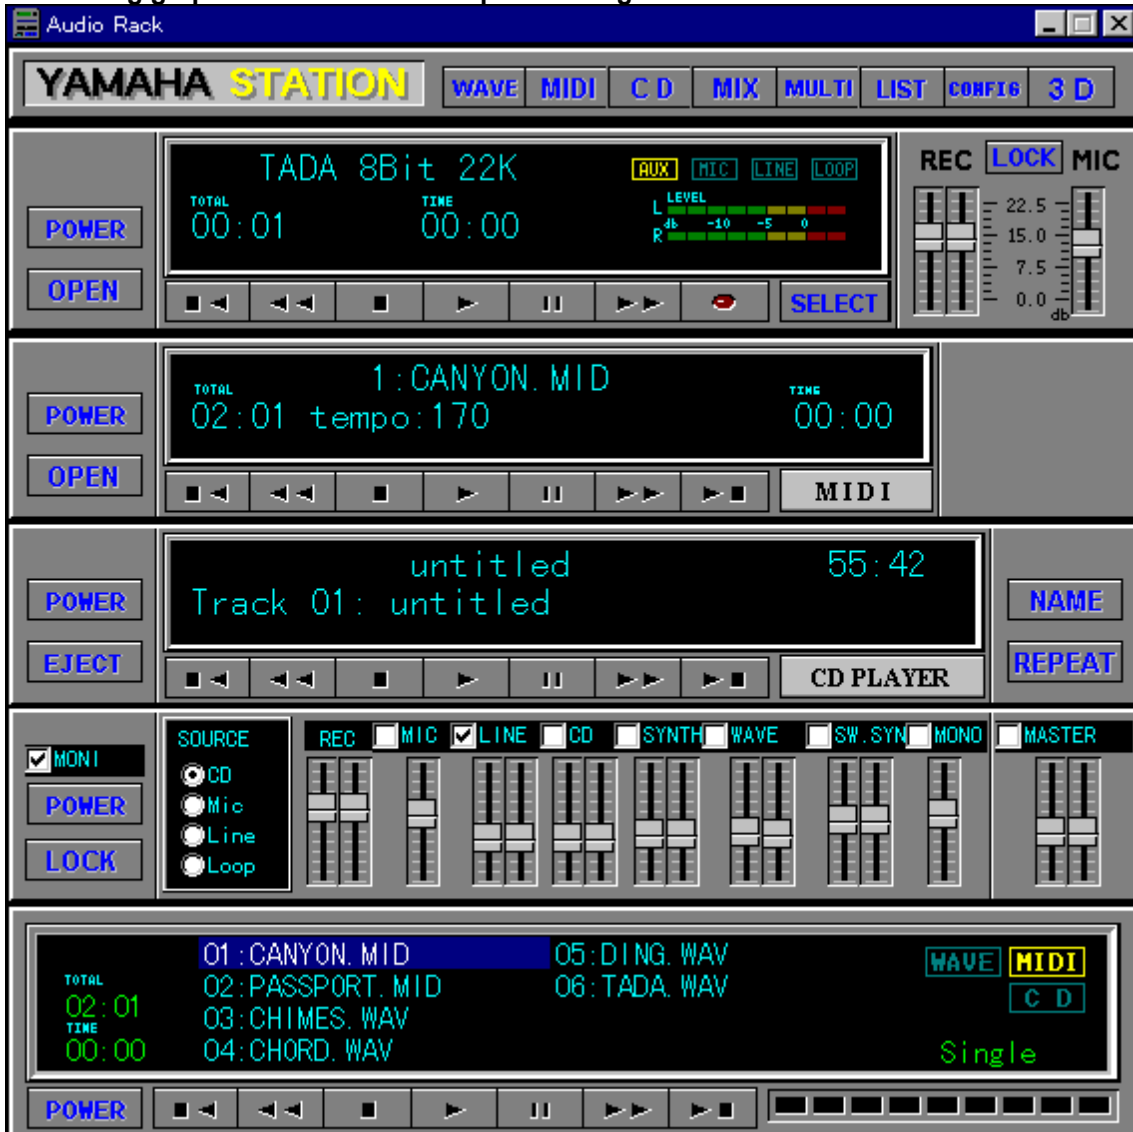 Audio Rack
YAMAHA STATION WAVE MIDI CD MIX MULTI LIST CONFIG 3D
TADA 8Bit 22K AUX MIC LINE LOOP
REC LOCK MIC
TOTAL TIME LEVEL
00:01 00:00 L
db -10 -5 0
R
22.5
15.0
7.5
0.0
db
POWER
OPEN
SELECT
1:CANYON.MID
TOTAL TIME
02:01 tempo:170 00:00
POWER
OPEN
MIDI
untitled 55:42
Track 01: untitled
POWER
EJECT
NAME
REPEAT
CD PLAYER
MONI
POWER
LOCK
SOURCE
CD
Mic
Line
Loop
REC MIC LINE CD SYNTH WAVE SW.SYN MONO MASTER
01:CANYON.MID 05:DING.WAV
02:PASSPORT.MID 06:TADA.WAV
03:CHIMES.WAV
04:CHORD.WAV
TOTAL
02:01
TIME
00:00
WAVE MIDI
CD
Single
POWER